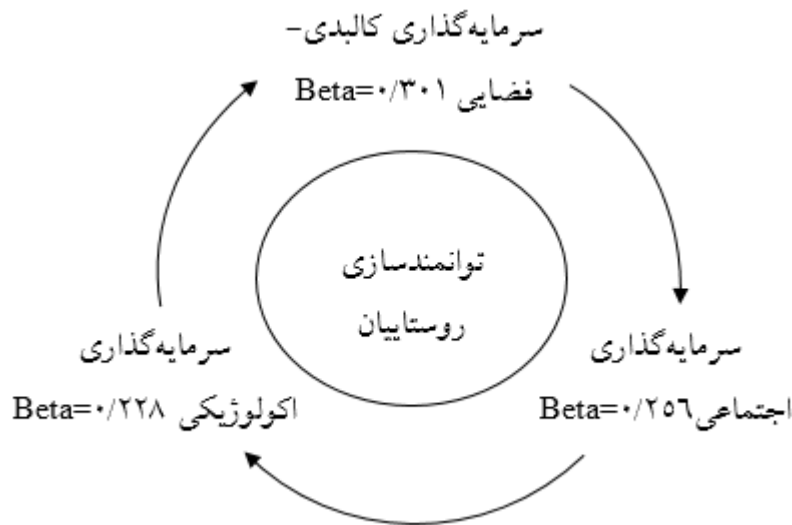 سرمایه‌گذاری کالبدی-
فضایی Beta=۰/۳۰۱
توانمندسازی
روستاییان
سرمایه‌گذاری
اجتماعی Beta=۰/۲۵۶
سرمایه‌گذاری
اکولوژیکی Beta=۰/۲۲۸